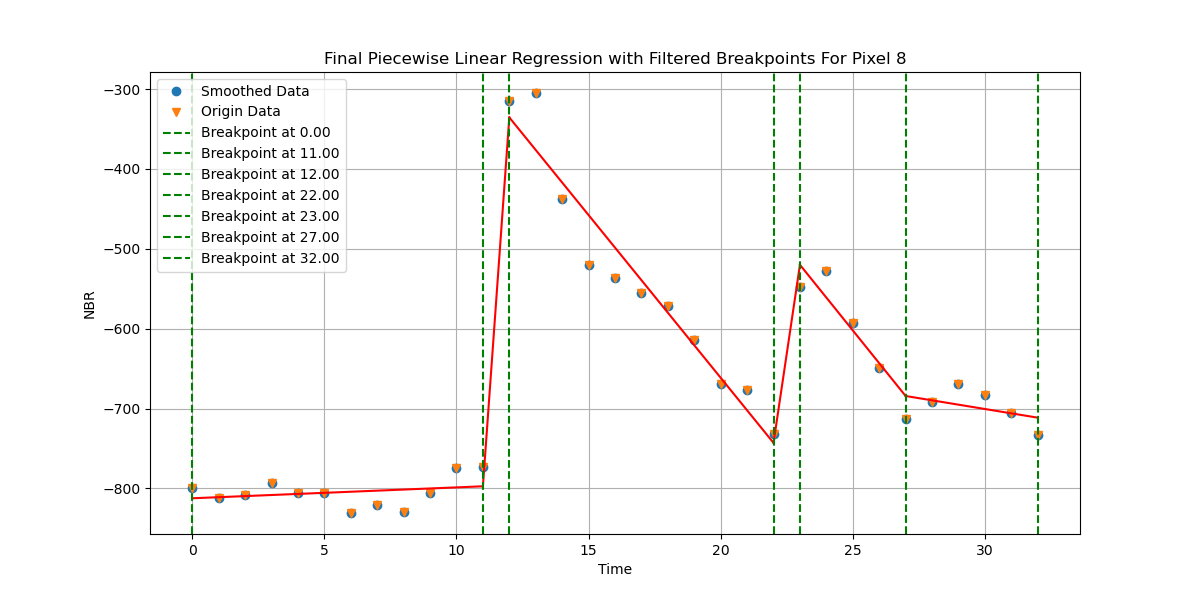 Final Piecewise Linear Regression with Filtered Breakpoints For Pixel 8
Smoothed Data
Origin Data
Breakpoint at 0.00
Breakpoint at 11.00
Breakpoint at 12.00
Breakpoint at 22.00
Breakpoint at 23.00
Breakpoint at 27.00
Breakpoint at 32.00
−300
−400
−500
−600
−700
−800
NBR
0 5 10 15 20 25 30
Time